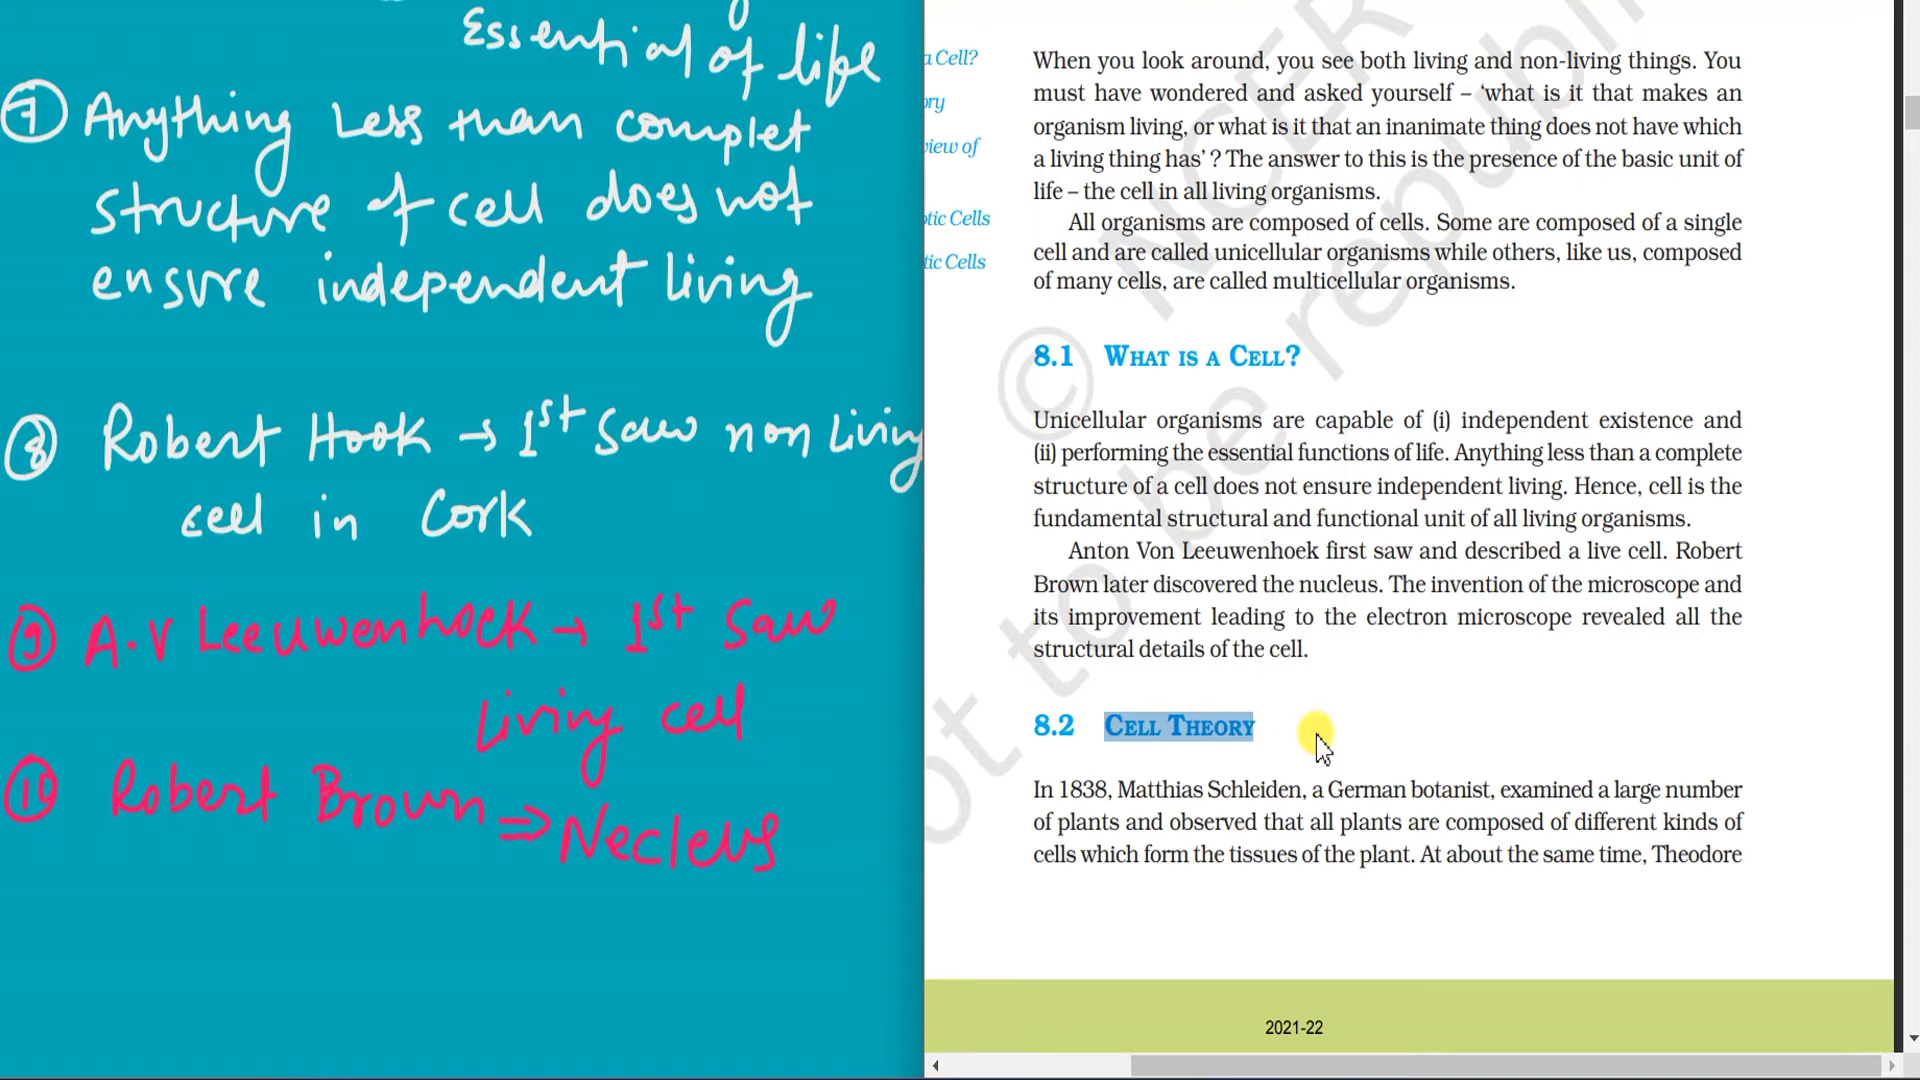 Essential of life
7 Anything Less than complet
structure of cell does not
ensure independent living
8 Robert Hook → 1st Saw non Living
cell in Cork
9 A.V Leeuwenhock → 1st Saw
Living cell
10 Robert Brown ⇒ Necleus
a Cell?
ory
view of
tic Cells
tic Cells
When you look around, you see both living and non-living things. You
must have wondered and asked yourself – ‘what is it that makes an
organism living, or what is it that an inanimate thing does not have which
a living thing has’ ? The answer to this is the presence of the basic unit of
life – the cell in all living organisms.
All organisms are composed of cells. Some are composed of a single
cell and are called unicellular organisms while others, like us, composed
of many cells, are called multicellular organisms.
8.1 What is a Cell?
Unicellular organisms are capable of (i) independent existence and
(ii) performing the essential functions of life. Anything less than a complete
structure of a cell does not ensure independent living. Hence, cell is the
fundamental structural and functional unit of all living organisms.
Anton Von Leeuwenhoek first saw and described a live cell. Robert
Brown later discovered the nucleus. The invention of the microscope and
its improvement leading to the electron microscope revealed all the
structural details of the cell.
8.2 Cell Theory
In 1838, Matthias Schleiden, a German botanist, examined a large number
of plants and observed that all plants are composed of different kinds of
cells which form the tissues of the plant. At about the same time, Theodore
2021-22
© NCER
not to be republi